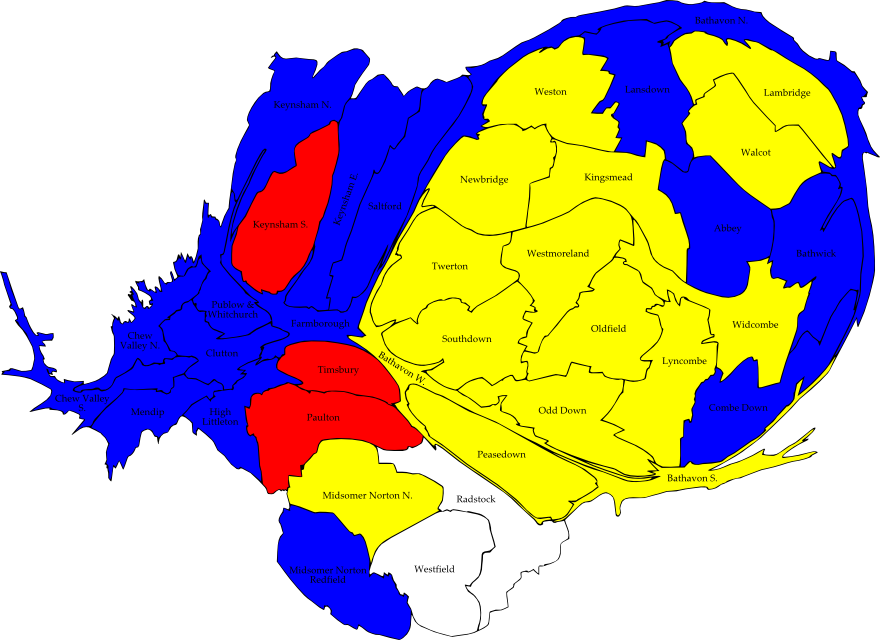 Bathavon N.
Lansdown
Weston
Lambridge
Keynsham N.
Walcot
Kingsmead
Newbridge
Keynsham E.
Saltford
Keynsham S.
Abbey
Bathwick
Westmoreland
Twerton
Publow &
Whitchurch
Farmborough
Widcombe
Oldfield
Southdown
Chew
Valley N.
Clutton
Lyncombe
Timsbury
Bathavon W.
Chew Valley
S.
Mendip
High
Littleton
Paulton
Odd Down
Combe Down
Peasedown
Bathavon S.
Midsomer Norton N.
Radstock
Westfield
Midsomer Norton
Redfield